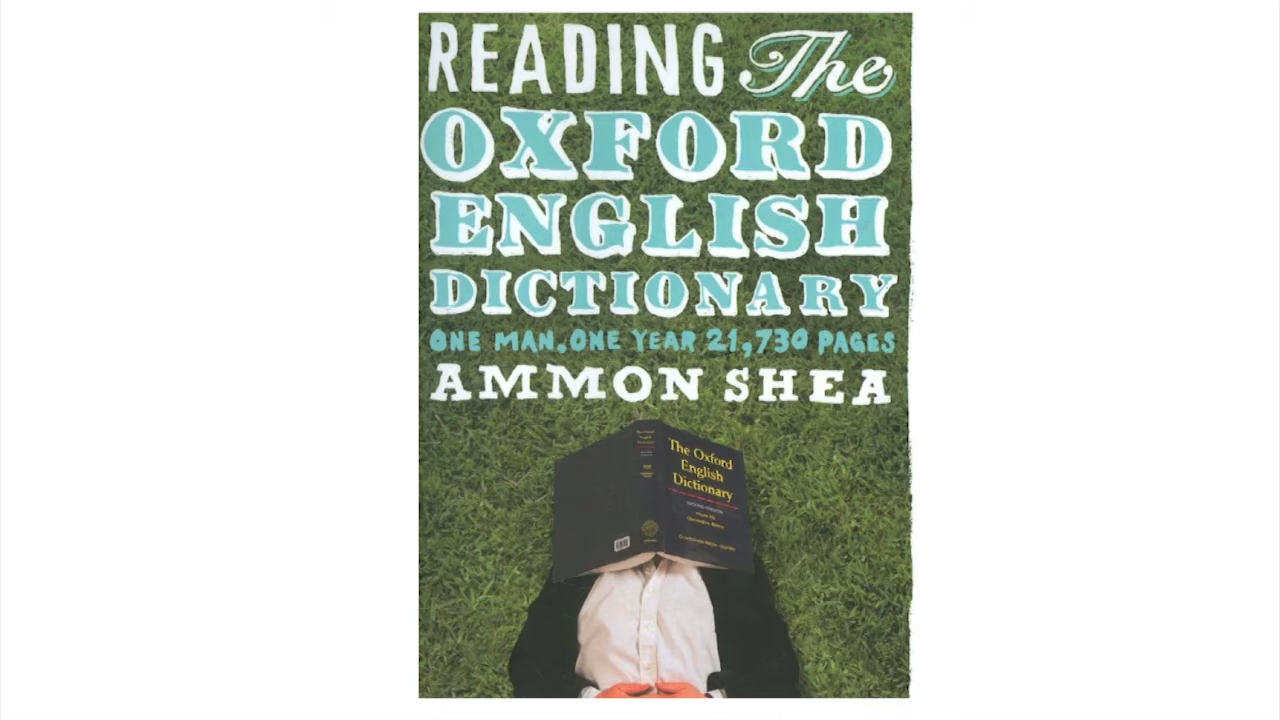 READING The
OXFORD
ENGLISH
DICTIONARY
ONE MAN, ONE YEAR 21,730 PAGES
AMMON SHEA
The Oxford
English
Dictionary